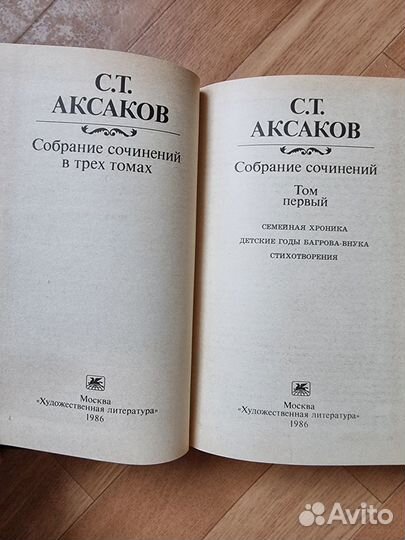 С.Т.
АКСАКОВ
Собрание сочинений
в трех томах
Москва
«Художественная литература»
1986
С.Т.
АКСАКОВ
Собрание сочинений
Том
первый
СЕМЕЙНАЯ ХРОНИКА
ДЕТСКИЕ ГОДЫ БАГРОВА-ВНУКА
СТИХОТВОРЕНИЯ
Москва
«Художественная литература»
1986
Avito